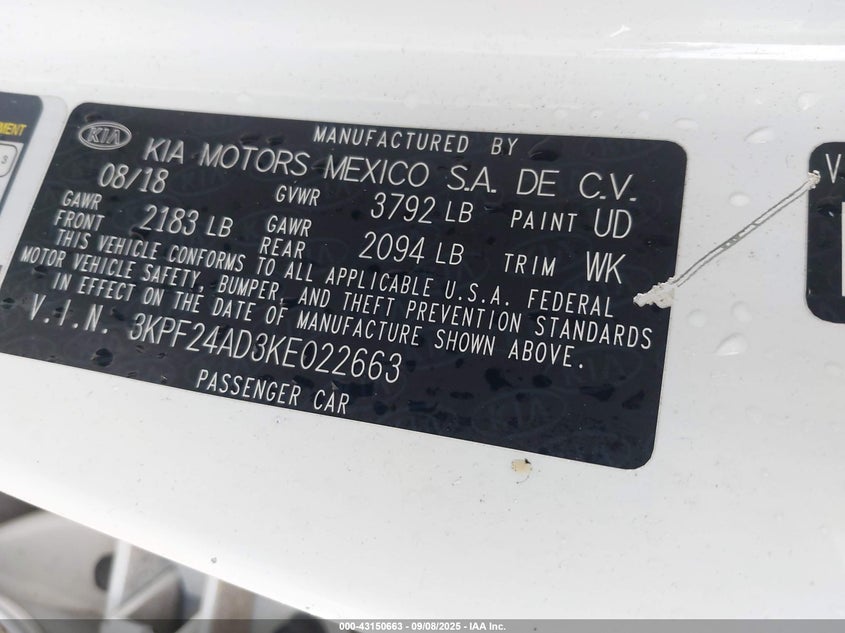 MENT
KIA
MANUFACTURED BY
KIA MOTORS MEXICO S.A. DE C.V.
08/18 GVWR 3792 LB PAINT UD
GAWR FRONT 2183 LB GAWR REAR 2094 LB TRIM WK
THIS VEHICLE CONFORMS TO ALL APPLICABLE U.S.A. FEDERAL
MOTOR VEHICLE SAFETY, BUMPER, AND THEFT PREVENTION STANDARDS
IN EFFECT ON THE DATE OF MANUFACTURE SHOWN ABOVE.
V.I.N. 3KPF24AD3KE022663
PASSENGER CAR
V
000-43150663 - 09/08/2025 - IAA Inc.